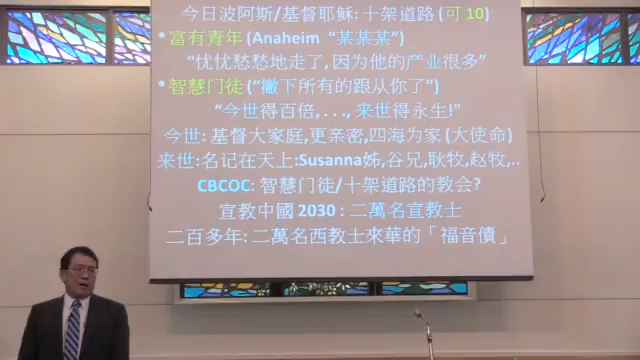 今日波阿斯/基督耶穌: 十架道路 (可 10)
• 富有青年 (Anaheim “某某某”)
“忧忧愁愁地走了, 因为他的产业很多”
• 智慧门徒 (“撇下所有的跟从你了”)
“今世得百倍, . . ., 来世得永生!”
今世: 基督大家庭,更亲密,四海为家 (大使命)
来世:名记在天上:Susanna姊,谷兄,耿牧,赵牧,..
CBCOC: 智慧门徒/十架道路的教会?
宣教中國 2030 : 二萬名宣教士
二百多年: 二萬名西教士來華的「福音債」